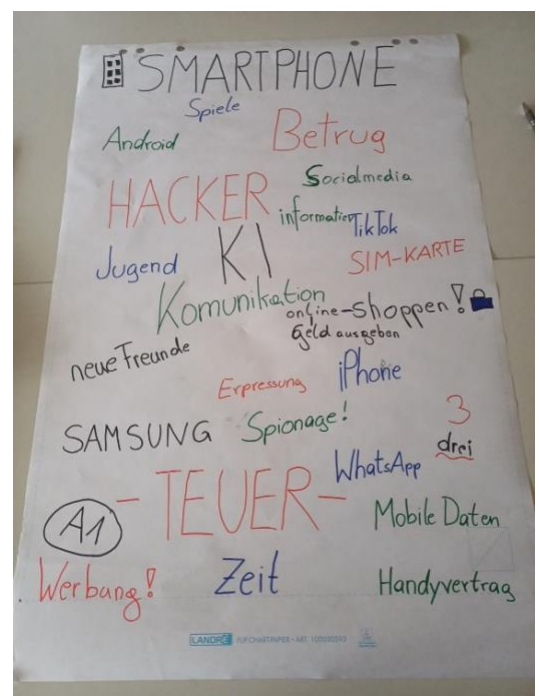 SMARTPHONE
Spiele
Android
Betrug
Socialmedia
HACKER
information
TikTok
Jugend
KI
SIM-KARTE
Komunikation
online-shoppen!
Geld ausgeben
neue Freunde
iPhone
Erpressung
3
SAMSUNG
Spionage!
drei
WhatsApp
- TEUER -
A1
Mobile Daten
Werbung!
Zeit
Handyvertrag
LANDRÉ